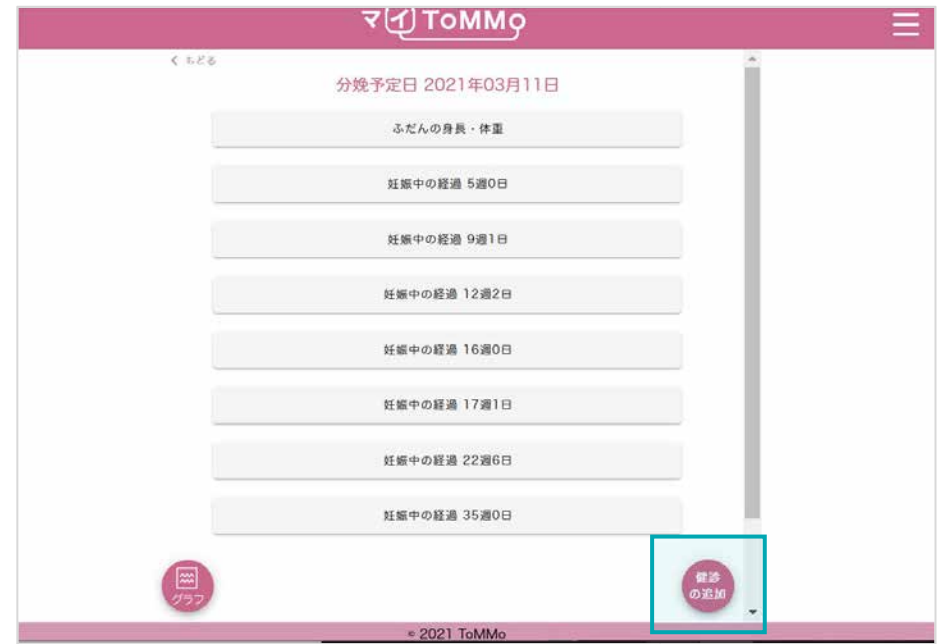 マイ ToMMo
く もどる
分娩予定日 2021年03月11日
ふだんの身長・体重
妊娠中の経過 5週0日
妊娠中の経過 9週1日
妊娠中の経過 12週2日
妊娠中の経過 16週0日
妊娠中の経過 17週1日
妊娠中の経過 22週6日
妊娠中の経過 35週0日
グラフ
健診
の追加
© 2021 ToMMo